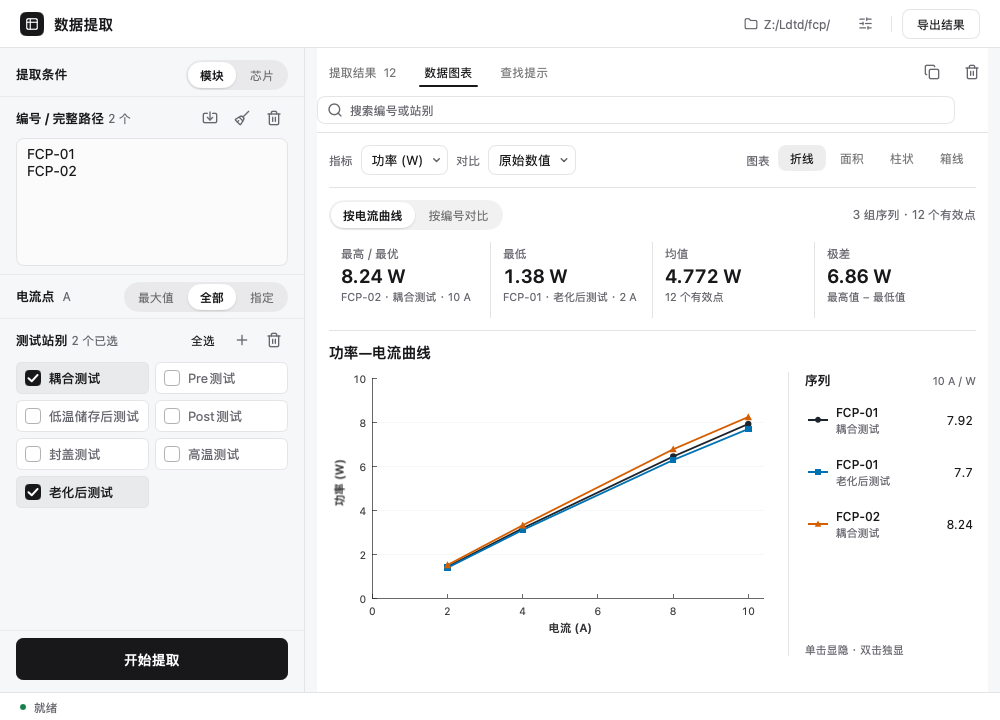 数据提取
Z:/Ldtd/fcp/
导出结果
提取条件
模块
芯片
编号 / 完整路径 2 个
FCP-01
FCP-02
电流点 A
最大值
全部
指定
测试站别 2 个已选
全选
耦合测试
Pre测试
低温储存后测试
Post测试
封盖测试
高温测试
老化后测试
开始提取
就绪
提取结果 12
数据图表
查找提示
搜索编号或站别
指标
功率 (W)
对比
原始数值
图表
折线
面积
柱状
箱线
按电流曲线
按编号对比
3 组序列 · 12 个有效点
最高 / 最优
8.24 W
FCP-02 · 耦合测试 · 10 A
最低
1.38 W
FCP-01 · 老化后测试 · 2 A
均值
4.772 W
12 个有效点
极差
6.86 W
最高值 − 最低值
功率—电流曲线
10
8
6
4
2
0
功率 (W)
0
2
4
6
8
10
电流 (A)
序列
10 A / W
FCP-01
耦合测试
7.92
FCP-01
老化后测试
7.7
FCP-02
耦合测试
8.24
单击显隐 · 双击独显